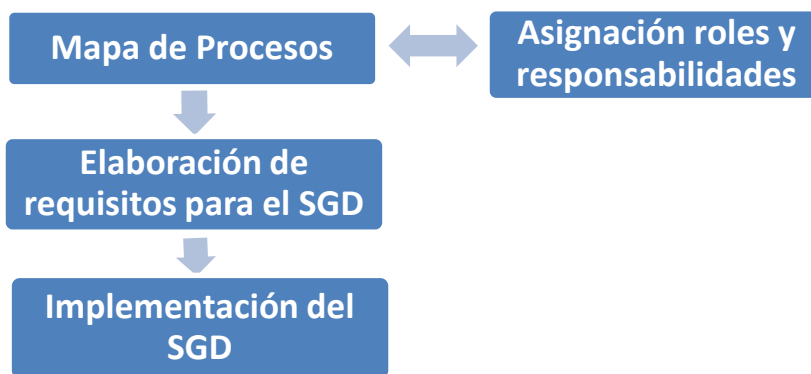 Mapa de Procesos
Asignación roles y
responsabilidades
Elaboración de
requisitos para el SGD
Implementación del
SGD